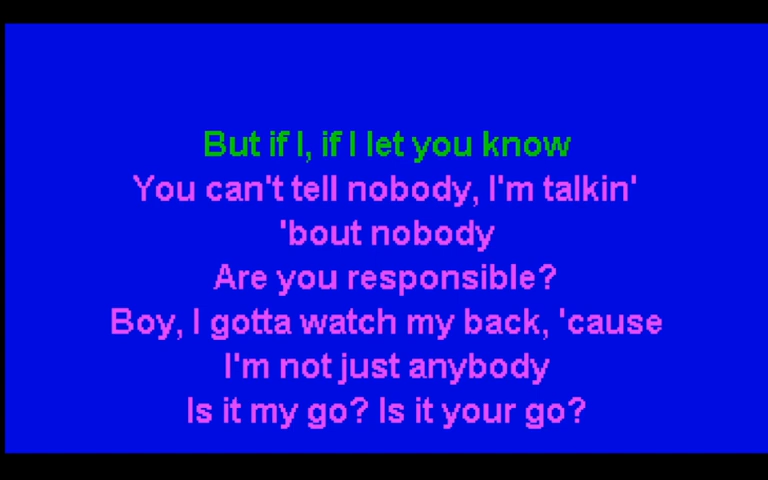 But if I, if I let you know
You can't tell nobody, I'm talkin'
'bout nobody
Are you responsible?
Boy, I gotta watch my back, 'cause
I'm not just anybody
Is it my go? Is it your go?